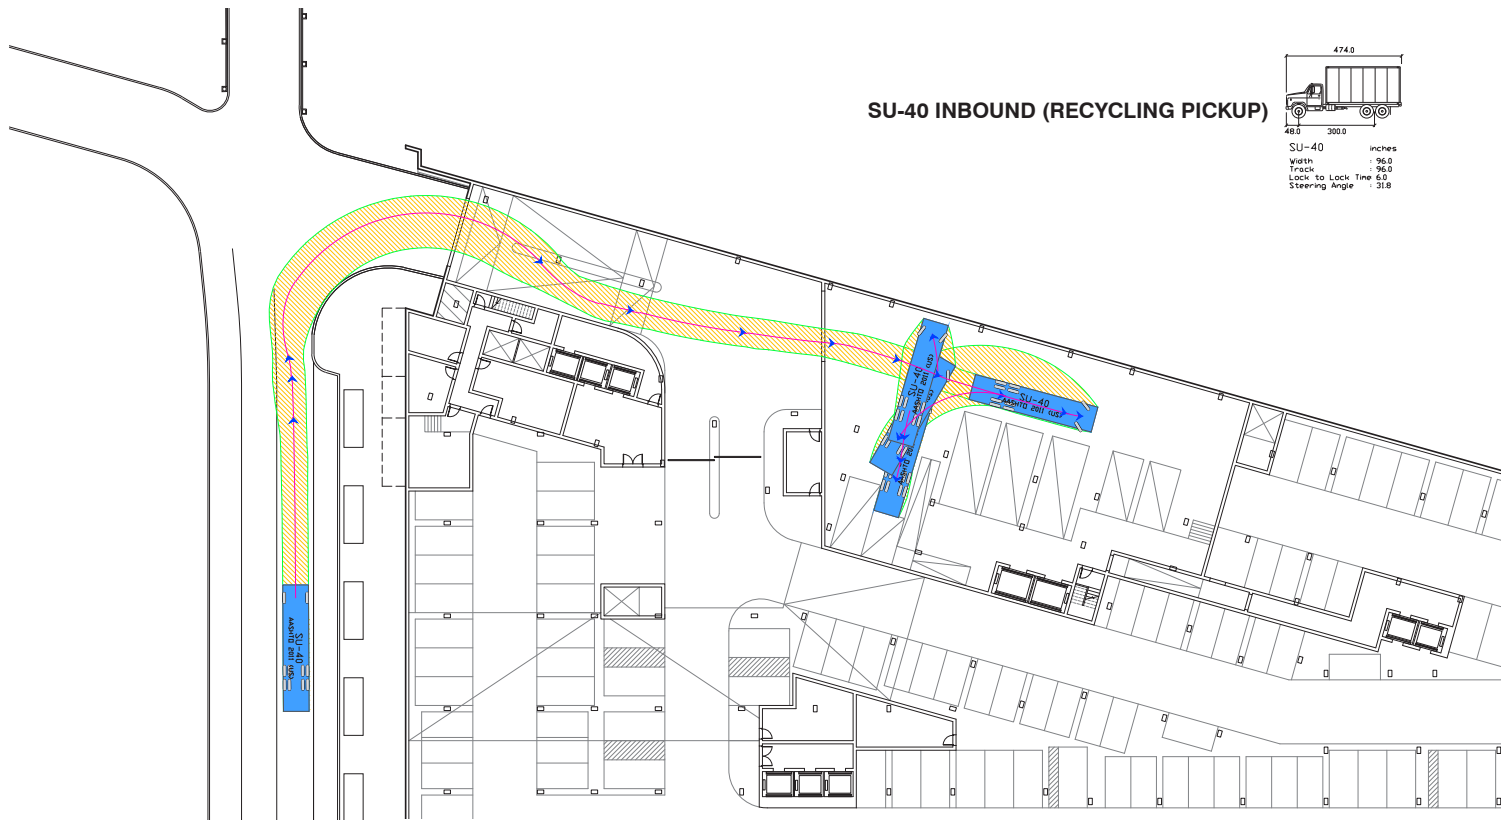 474.0
SU-40 INBOUND (RECYCLING PICKUP)
48.0 300.0
SU-40 inches
Width : 96.0
Track : 96.0
Lock to Lock Time : 6.0
Steering Angle : 31.8
SU-40
AASHTO 2011 (US)
SU-40
AASHTO 2011 (US)
SU-40
AASHTO 2011 (US)